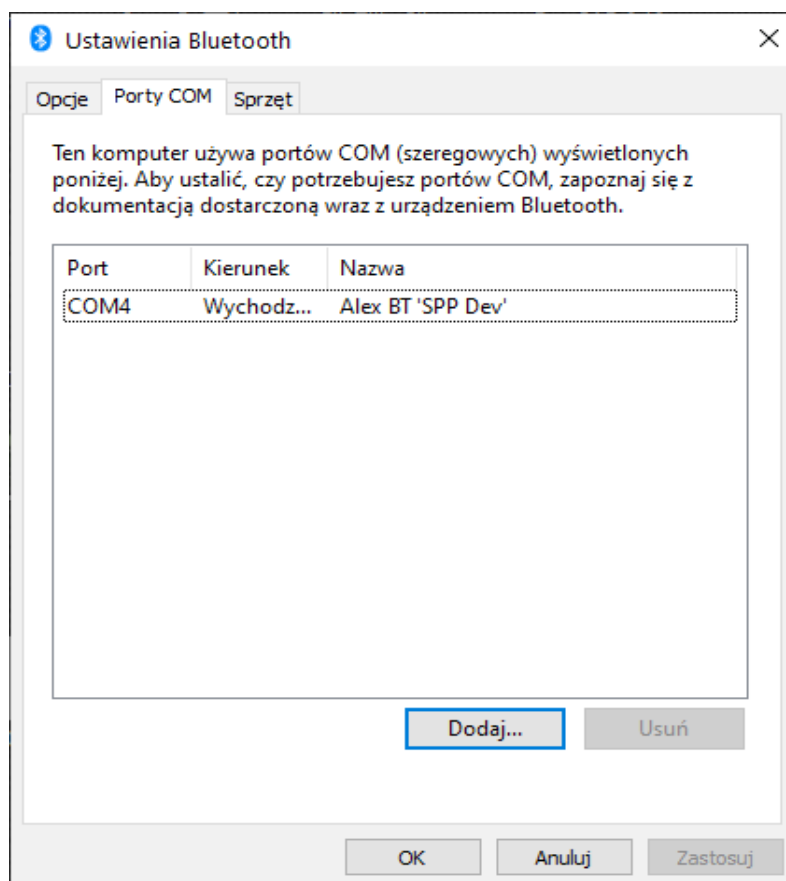 Ustawienia Bluetooth
Opcje Porty COM Sprzęt
Ten komputer używa portów COM (szeregowych) wyświetlonych
poniżej. Aby ustalić, czy potrzebujesz portów COM, zapoznaj się z
dokumentacją dostarczoną wraz z urządzeniem Bluetooth.
Port Kierunek Nazwa
COM4 Wychodz... Alex BT 'SPP Dev'
Dodaj... Usuń
OK Anuluj Zastosuj